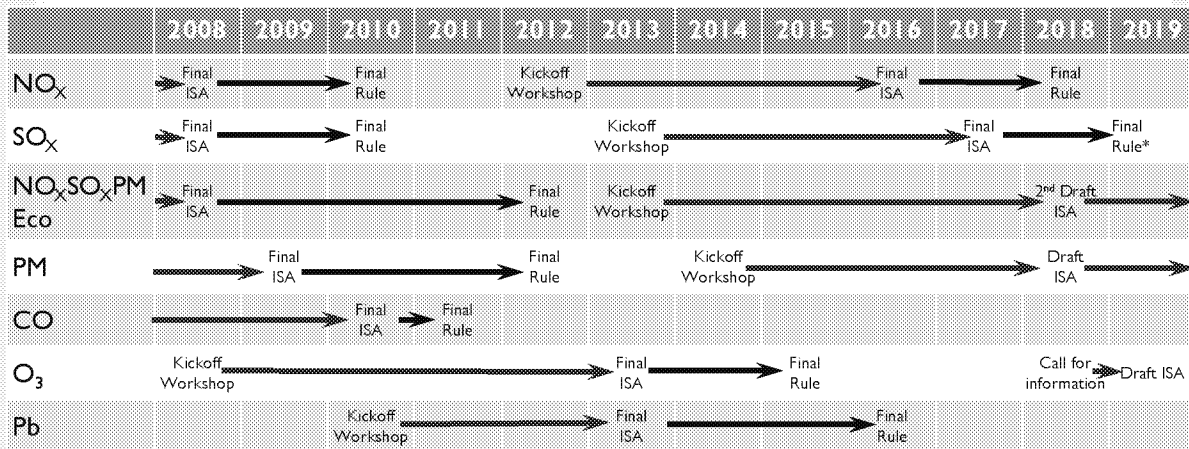 2008 2009 2010 2011 2012 2013 2014 2015 2016 2017 2018 2019
NOX Final ISA Final Rule Kickoff Workshop Final ISA Final Rule
SOX Final ISA Final Rule Kickoff Workshop Final ISA Final Rule*
NOXSOXPM Eco Final ISA Final Rule Kickoff Workshop 2nd Draft ISA
PM Final ISA Final Rule Kickoff Workshop Draft ISA
CO Final ISA Final Rule
O3 Kickoff Workshop Final ISA Final Rule Call for information Draft ISA
Pb Kickoff Workshop Final ISA Final Rule